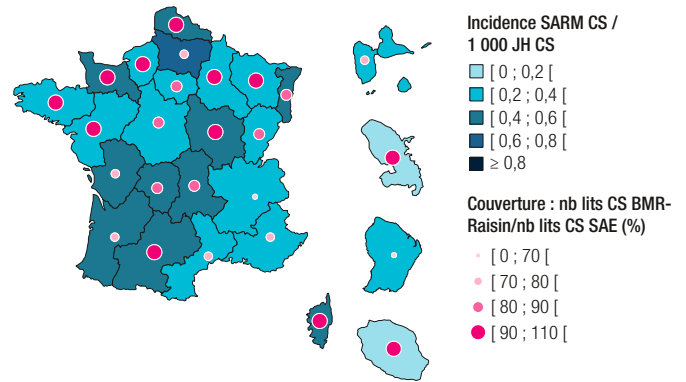 Incidence SARM CS /
1 000 JH CS
[ 0 ; 0,2 [
[ 0,2 ; 0,4 [
[ 0,4 ; 0,6 [
[ 0,6 ; 0,8 [
≥ 0,8
Couverture : nb lits CS BMR-
Raisin/nb lits CS SAE (%)
[ 0 ; 70 [
[ 70 ; 80 [
[ 80 ; 90 [
[ 90 ; 110 [